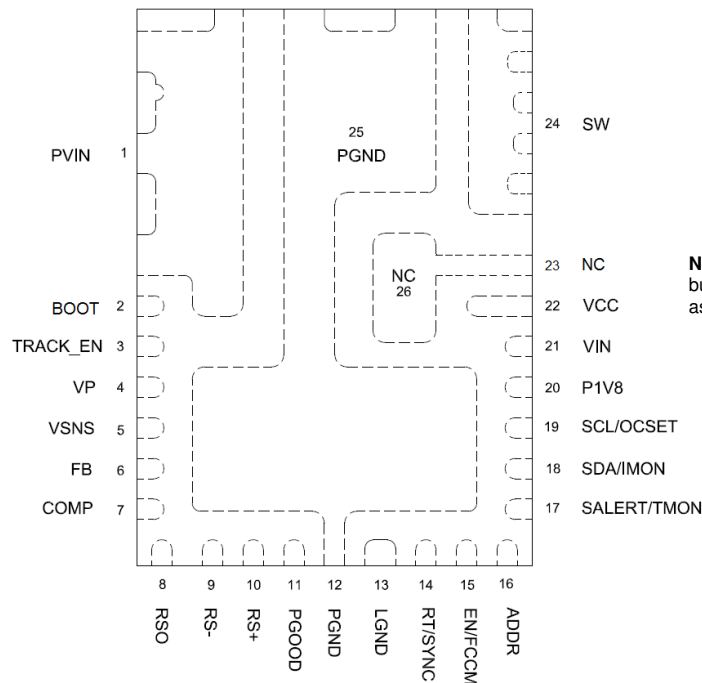 25
PGND
24 SW
PVIN 1
23 NC
NC
26
N
bu
as
BOOT 2
22 VCC
TRACK_EN 3
21 VIN
VP 4
20 P1V8
VSNS 5
19 SCL/OCSET
FB 6
18 SDA/IMON
COMP 7
17 SALERT/TMON
8 9 10 11 12 13 14 15 16
RSO
RS-
RS+
PGOOD
PGND
LGND
RT/SYNC
EN/FCCM
ADDR